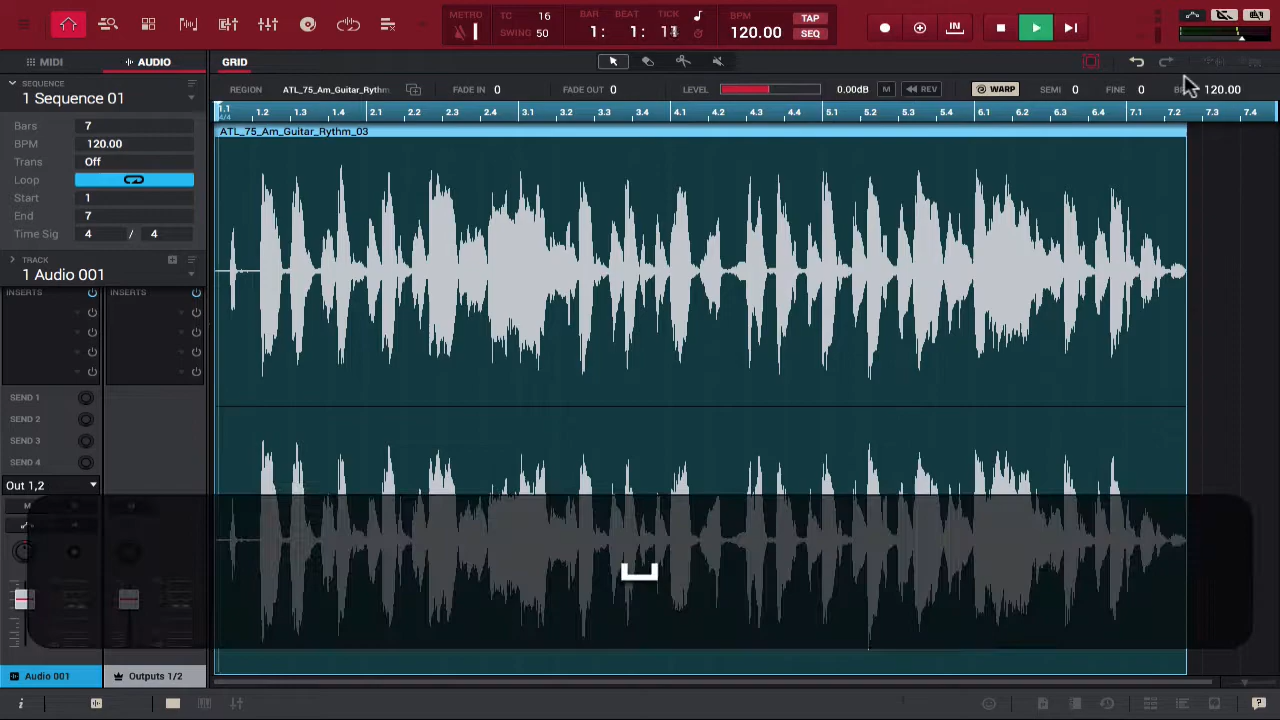 METRO
TC 16
SWING 50
BAR BEAT TICK
1: 1: 11
BPM
120.00
TAP
SEQ
IN
MIDI
AUDIO
GRID
SEQUENCE
1 Sequence 01
REGION ATL_75_Am_Guitar_Rythm FADE IN 0 FADE OUT 0 LEVEL 0.00dB M REV WARP SEMI 0 FINE 0 120.00
1.1 1.2 2.1 2.2 2.3 2.4 3.1 3.2 3.3 3.4 4.1 4.2 4.3 4.4 5.1 5.2 5.3 5.4 6.1 6.2 6.3 6.4 7.1 7.2 7.3 7.4
4/4
ATL_75_Am_Guitar_Rythm_03
Bars 7
BPM 120.00
Trans Off
Loop
Start 1
End 7
Time Sig 4 / 4
TRACK
1 Audio 001
INSERTS INSERTS
SEND 1
SEND 2
SEND 3
SEND 4
Out 1,2
Audio 001
Outputs 1/2